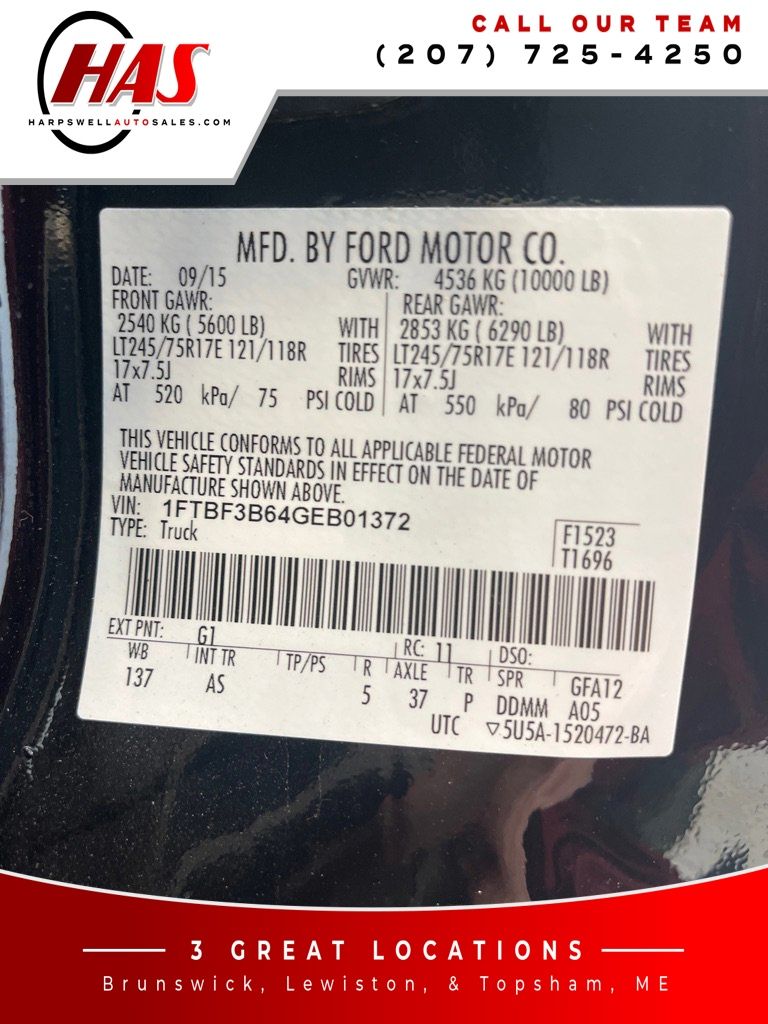 HAS
HARPSWELLAUTOSALES.COM
CALL OUR TEAM
(207) 725-4250
MFD. BY FORD MOTOR CO.
DATE: 09/15 GVWR: 4536 KG (10000 LB)
FRONT GAWR: REAR GAWR:
2540 KG ( 5600 LB) WITH 2853 KG ( 6290 LB) WITH
LT245/75R17E 121/118R TIRES LT245/75R17E 121/118R TIRES
17x7.5J RIMS 17x7.5J RIMS
AT 520 kPa/ 75 PSI COLD AT 550 kPa/ 80 PSI COLD
THIS VEHICLE CONFORMS TO ALL APPLICABLE FEDERAL MOTOR
VEHICLE SAFETY STANDARDS IN EFFECT ON THE DATE OF
MANUFACTURE SHOWN ABOVE.
VIN: 1FTBF3B64GEB01372
TYPE: Truck
F1523
T1696
EXT PNT: G1 RC: 11 DSO:
WB INT TR TP/PS R AXLE TR SPR GFA12
137 AS 5 37 P DDMM A05
UTC ▽5U5A-1520472-BA
3 GREAT LOCATIONS
Brunswick, Lewiston, & Topsham, ME